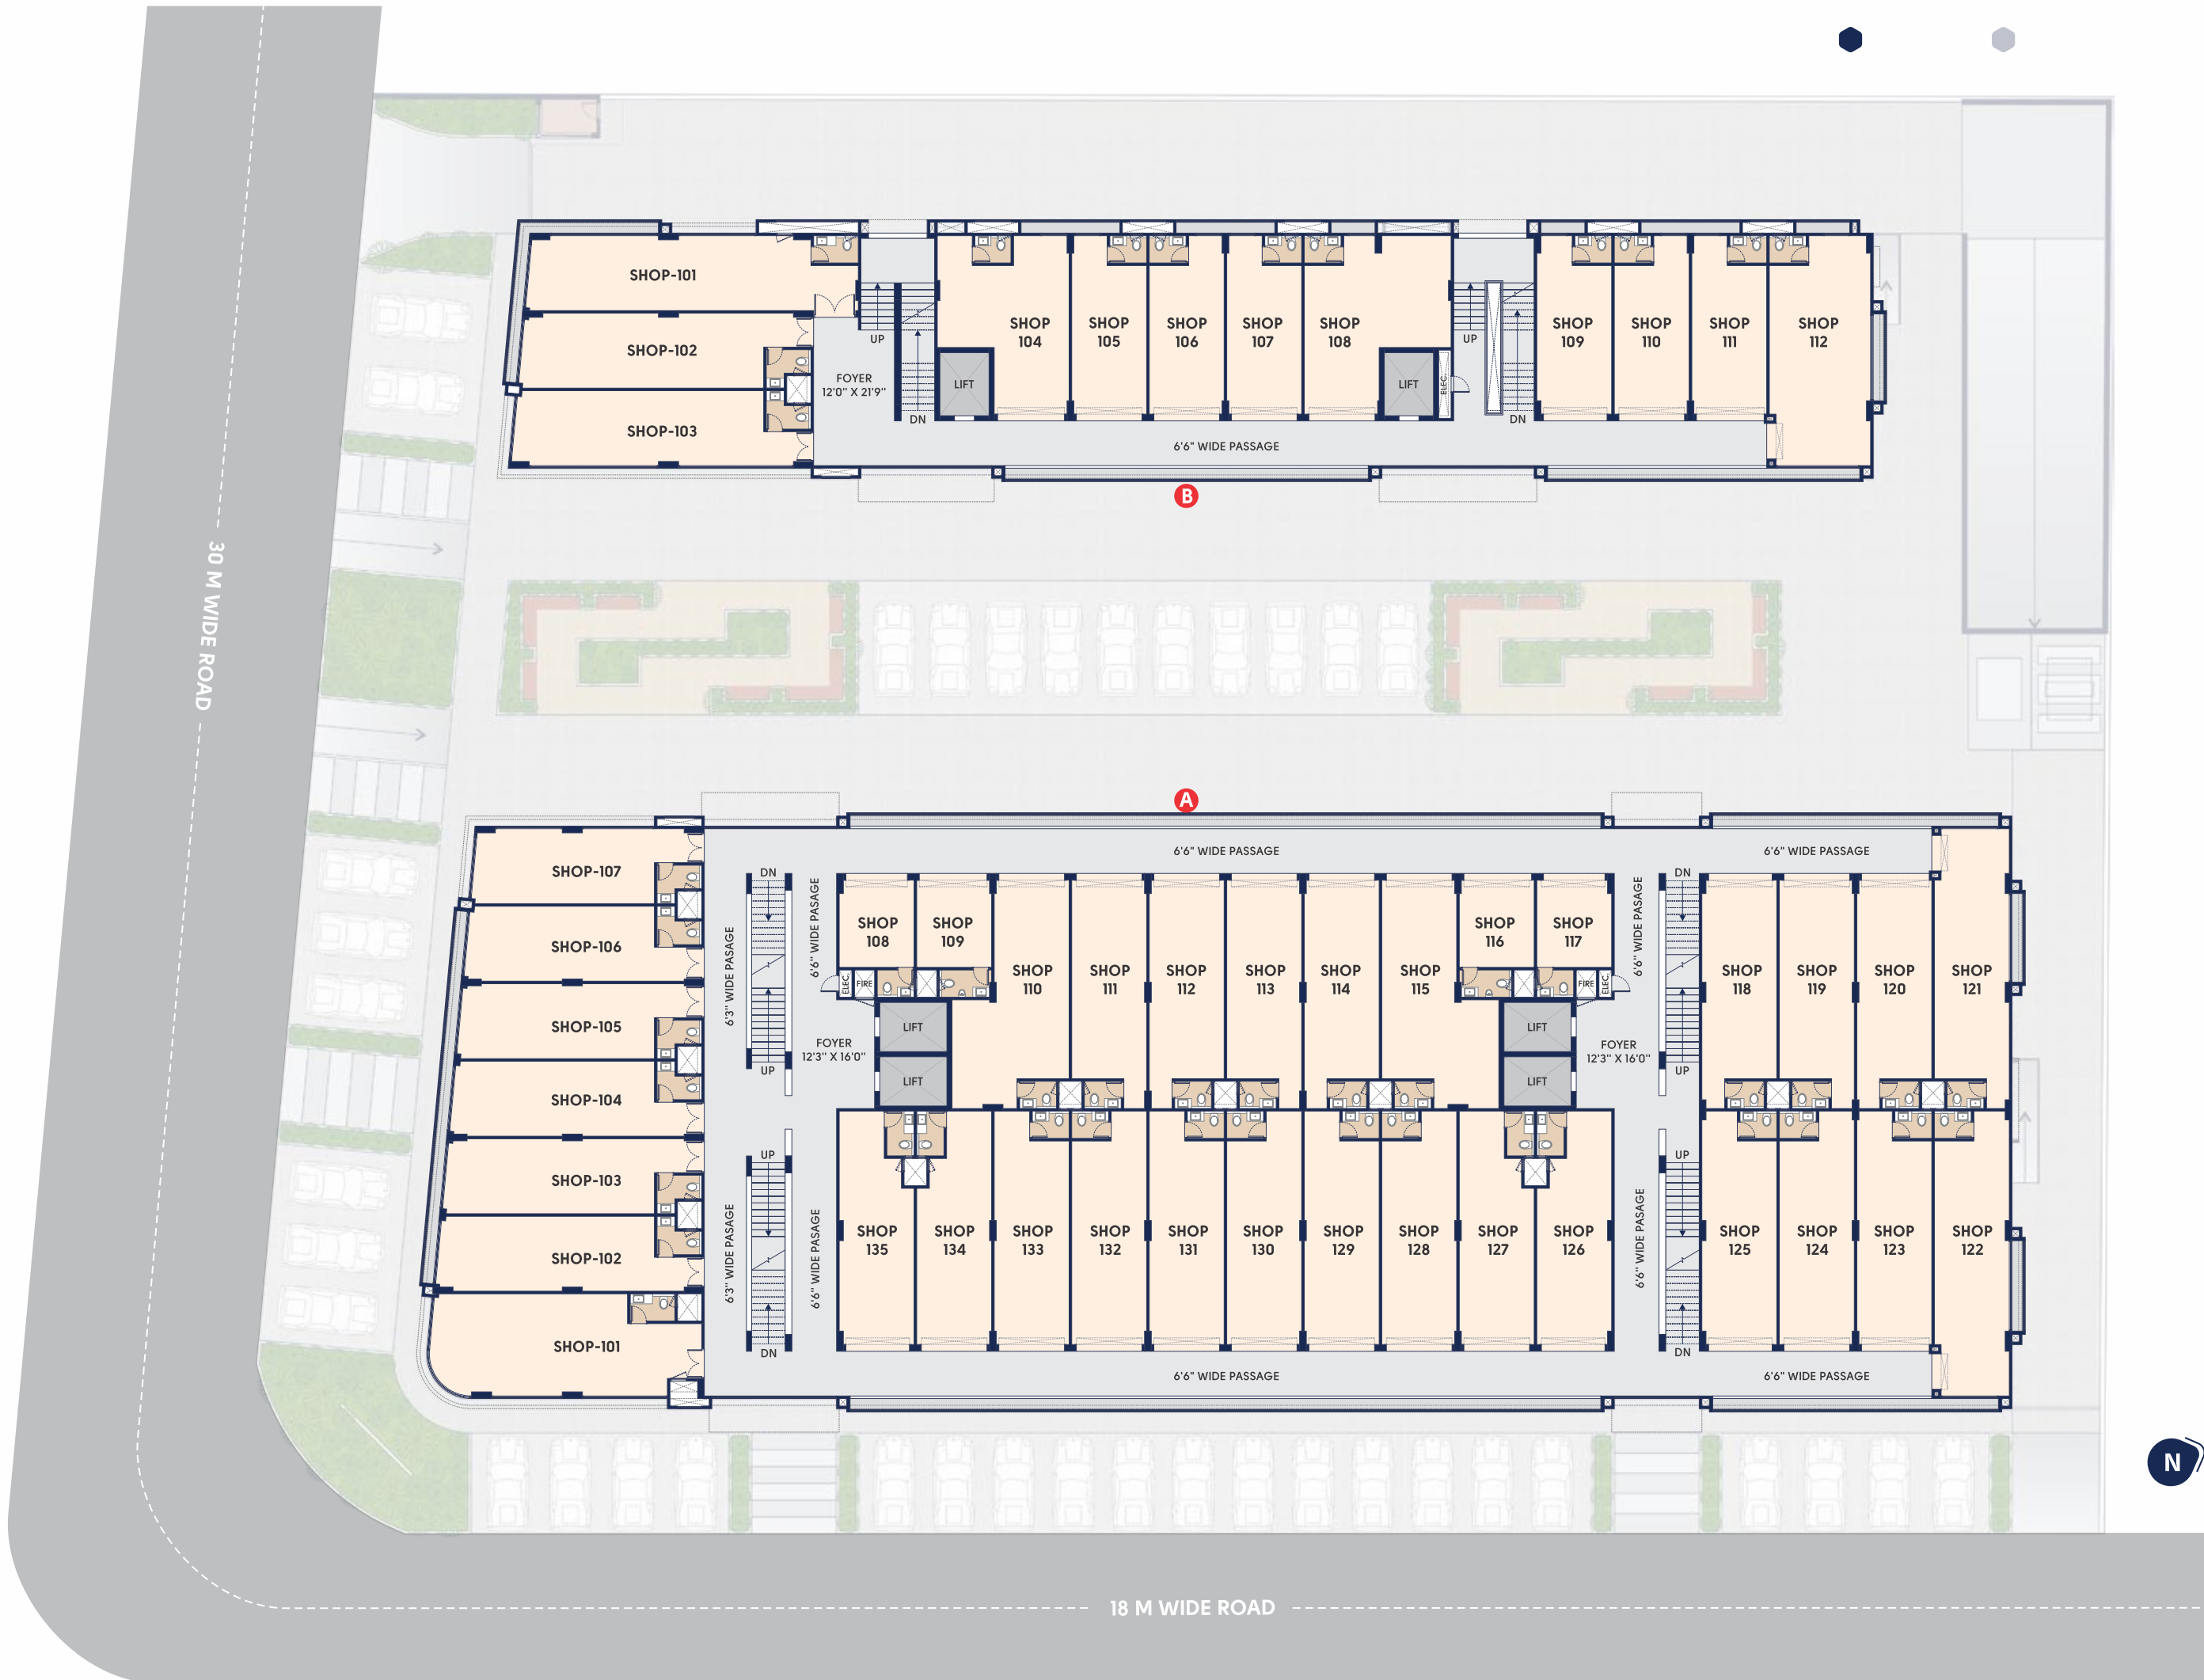 SHOP-101
SHOP-102
SHOP-103
FOYER
12'0" X 21'9"
UP
DN
LIFT
SHOP
104
SHOP
105
SHOP
106
SHOP
107
SHOP
108
LIFT
ELEC.
UP
DN
SHOP
109
SHOP
110
SHOP
111
SHOP
112
6'6" WIDE PASSAGE
B
30 M WIDE ROAD
A
6'6" WIDE PASSAGE
6'6" WIDE PASSAGE
SHOP-107
SHOP-106
SHOP-105
SHOP-104
SHOP-103
SHOP-102
SHOP-101
DN
UP
UP
DN
6'3" WIDE PASAGE
6'3" WIDE PASAGE
6'6" WIDE PASAGE
6'6" WIDE PASAGE
FOYER
12'3" X 16'0"
SHOP
108
SHOP
109
ELEC.
FIRE
LIFT
LIFT
SHOP
110
SHOP
111
SHOP
112
SHOP
113
SHOP
114
SHOP
115
SHOP
116
SHOP
117
FIRE
ELEC.
LIFT
LIFT
FOYER
12'3" X 16'0"
6'6" WIDE PASAGE
6'6" WIDE PASAGE
DN
UP
UP
DN
SHOP
118
SHOP
119
SHOP
120
SHOP
121
SHOP
135
SHOP
134
SHOP
133
SHOP
132
SHOP
131
SHOP
130
SHOP
129
SHOP
128
SHOP
127
SHOP
126
SHOP
125
SHOP
124
SHOP
123
SHOP
122
6'6" WIDE PASSAGE
6'6" WIDE PASSAGE
N
18 M WIDE ROAD